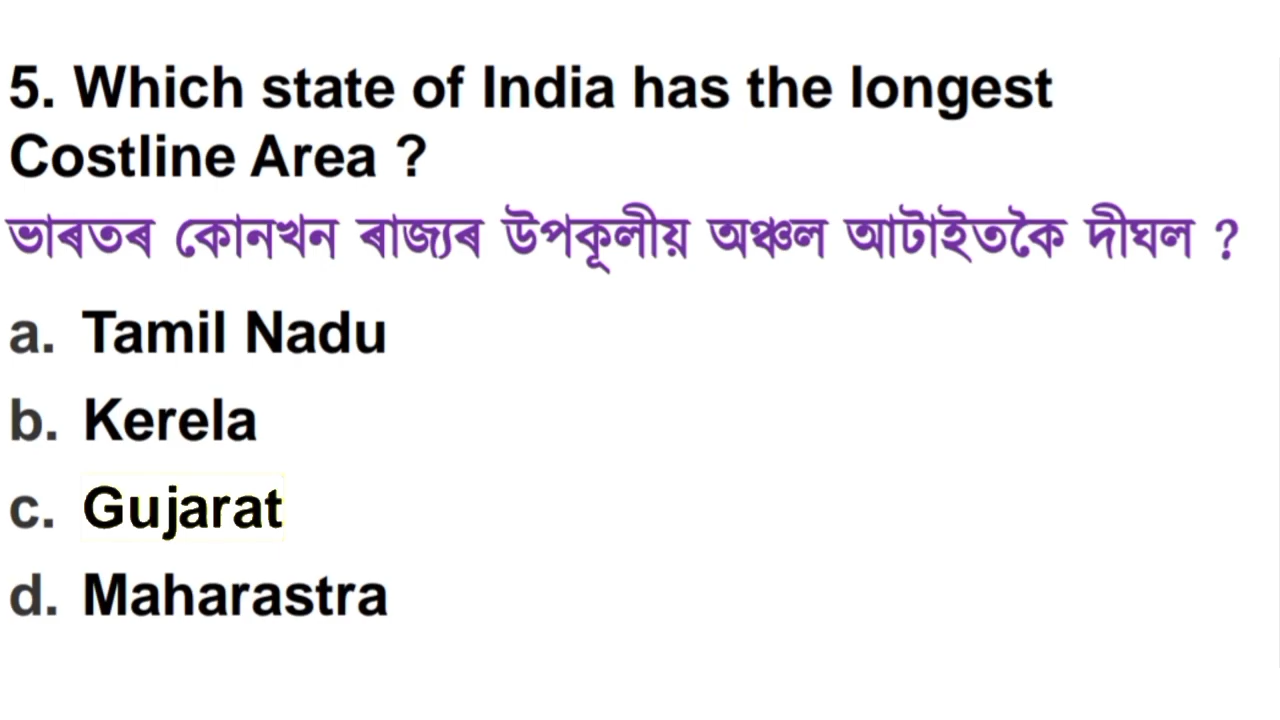 5. Which state of India has the longest
Costline Area ?
ভাৰতৰ কোনখন ৰাজ্যৰ উপকূলীয় অঞ্চল আটাইতকৈ দীঘল ?
a. Tamil Nadu
b. Kerela
c. Gujarat
d. Maharastra